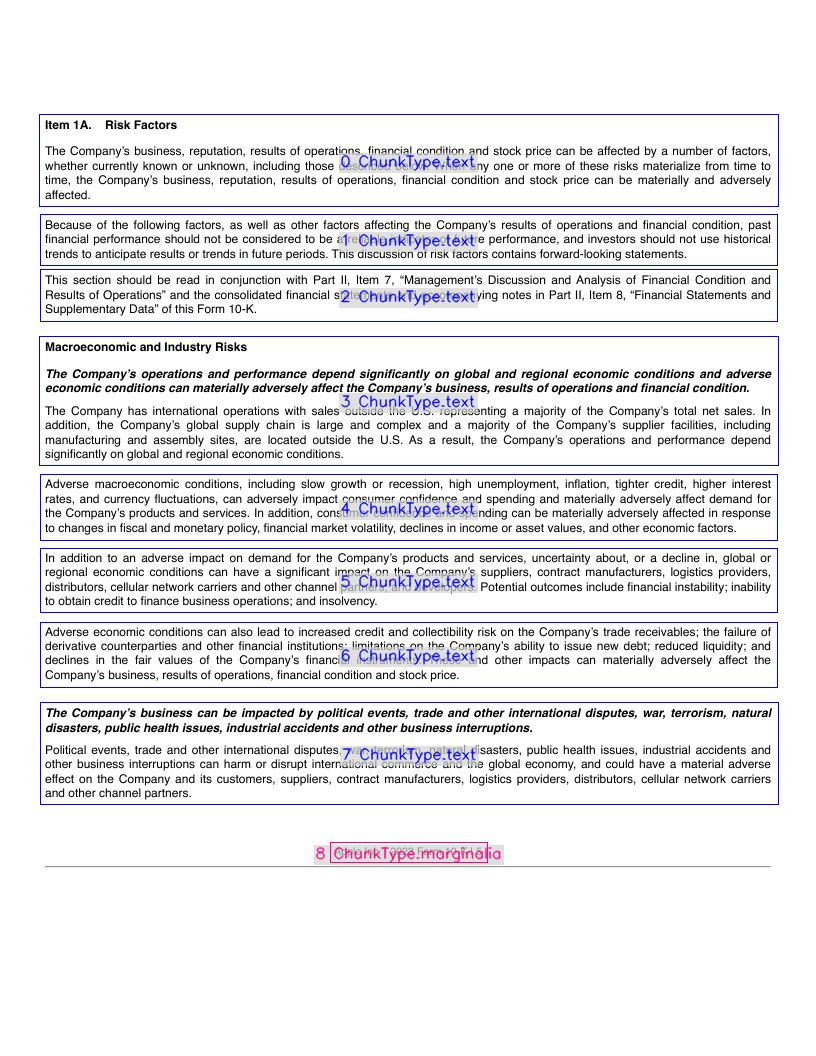 Item 1A. Risk Factors
The Company's business, reputation, results of operations, financial condition and stock price can be affected by a number of factors,
whether currently known or unknown, including those any one or more of these risks materialize from time to
0 ChunkType.text
time, the Company's business, reputation, results of operations, financial condition and stock price can be materially and adversely
affected.
Because of the following factors, as well as other factors affecting the Company's results of operations and financial condition, past
financial performance should not be considered to be a performance, and investors should not use historical
1 ChunkType.text
trends to anticipate results or trends in future periods. This discussion of risk factors contains forward-looking statements.
This section should be read in conjunction with Part II, Item 7, “Management's Discussion and Analysis of Financial Condition and
Results of Operations” and the consolidated financial notes in Part II, Item 8, “Financial Statements and
2 ChunkType.text
Supplementary Data” of this Form 10-K.
Macroeconomic and Industry Risks
The Company's operations and performance depend significantly on global and regional economic conditions and adverse
economic conditions can materially adversely affect the Company's business, results of operations and financial condition.
3 ChunkType.text
The Company has international operations with sales outside the U.S. representing a majority of the Company's total net sales. In
addition, the Company's global supply chain is large and complex and a majority of the Company's supplier facilities, including
manufacturing and assembly sites, are located outside the U.S. As a result, the Company's operations and performance depend
significantly on global and regional economic conditions.
Adverse macroeconomic conditions, including slow growth or recession, high unemployment, inflation, tighter credit, higher interest
rates, and currency fluctuations, can adversely impact consumer confidence and spending and materially adversely affect demand for
4 ChunkType.text
the Company's products and services. In addition, spending can be materially adversely affected in response
to changes in fiscal and monetary policy, financial market volatility, declines in income or asset values, and other economic factors.
In addition to an adverse impact on demand for the Company's products and services, uncertainty about, or a decline in, global or
regional economic conditions can have a significant impact on the Company's suppliers, contract manufacturers, logistics providers,
5 ChunkType.text
distributors, cellular network carriers and other channel Potential outcomes include financial instability; inability
to obtain credit to finance business operations; and insolvency.
Adverse economic conditions can also lead to increased credit and collectibility risk on the Company's trade receivables; the failure of
derivative counterparties and other financial institutions; limitations on the Company's ability to issue new debt; reduced liquidity; and
6 ChunkType.text
declines in the fair values of the Company's and other impacts can materially adversely affect the
Company's business, results of operations, financial condition and stock price.
The Company's business can be impacted by political events, trade and other international disputes, war, terrorism, natural
disasters, public health issues, industrial accidents and other business interruptions.
Political events, trade and other international disputes, disasters, public health issues, industrial accidents and
7 ChunkType.text
other business interruptions can harm or disrupt international commerce and the global economy, and could have a material adverse
effect on the Company and its customers, suppliers, contract manufacturers, logistics providers, distributors, cellular network carriers
and other channel partners.
8 ChunkType.marginalia